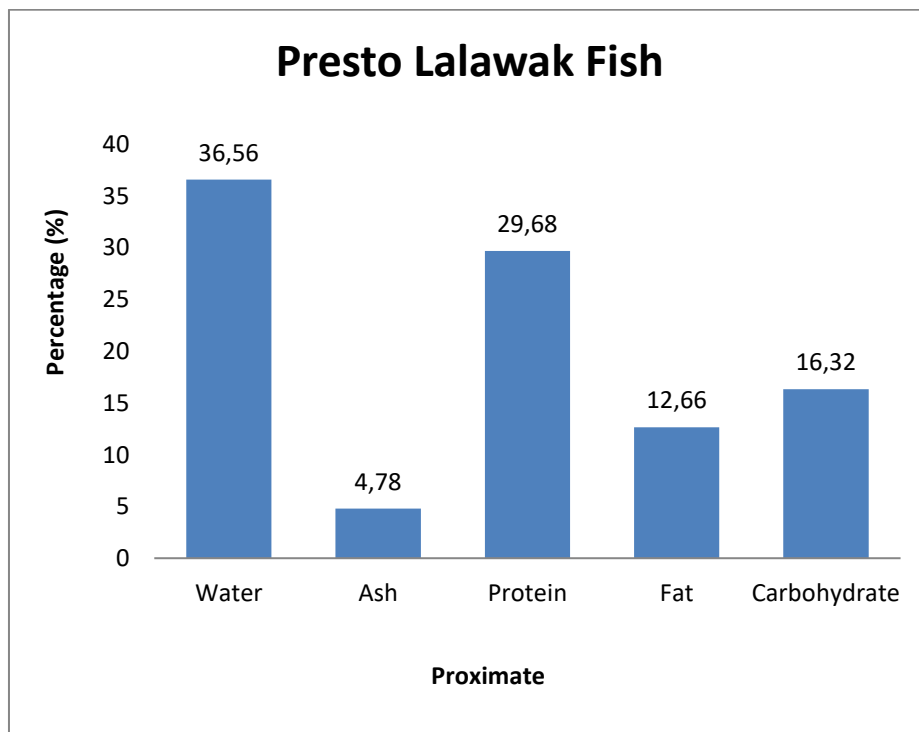 Presto Lalawak Fish
Percentage (%)
40
35
30
25
20
15
10
5
0
36,56
4,78
29,68
12,66
16,32
Water
Ash
Protein
Fat
Carbohydrate
Proximate